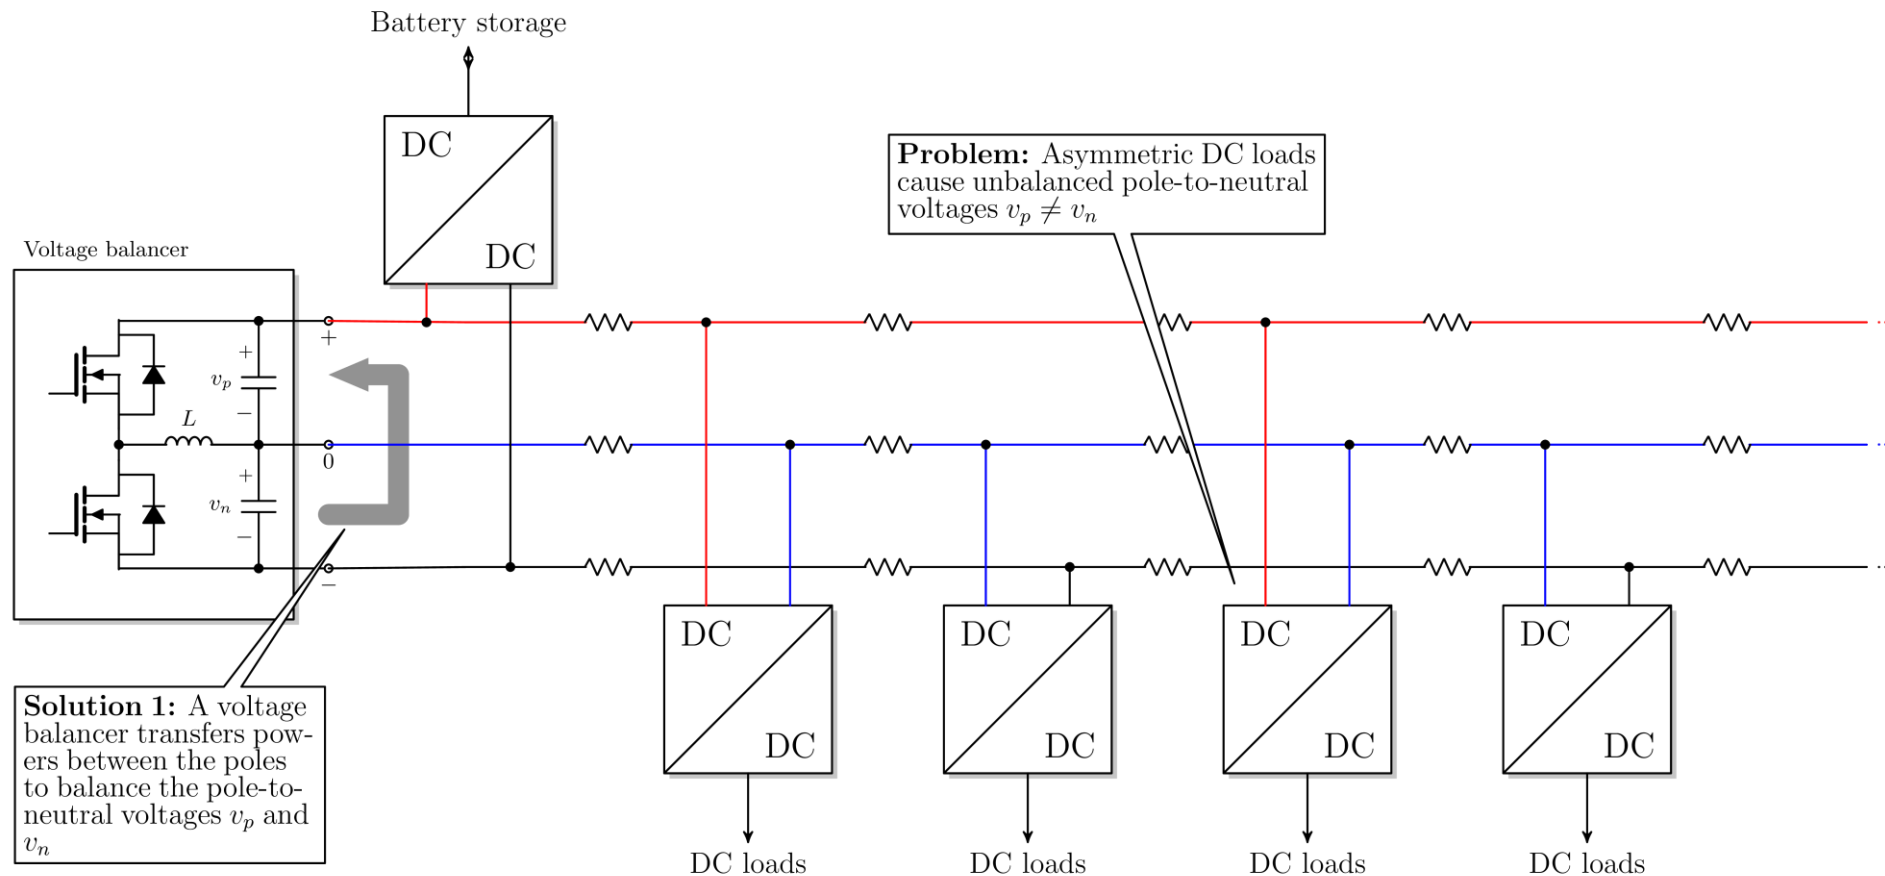 Battery storage
DC
DC
Problem: Asymmetric DC loads
cause unbalanced pole-to-neutral
voltages v_p ≠ v_n
Voltage balancer
+
+
v_p
−
L
0
+
v_n
−
−
Solution 1: A voltage
balancer transfers pow-
ers between the poles
to balance the pole-to-
neutral voltages v_p and
v_n
DC
DC
DC loads
DC
DC
DC loads
DC
DC
DC loads
DC
DC
DC loads